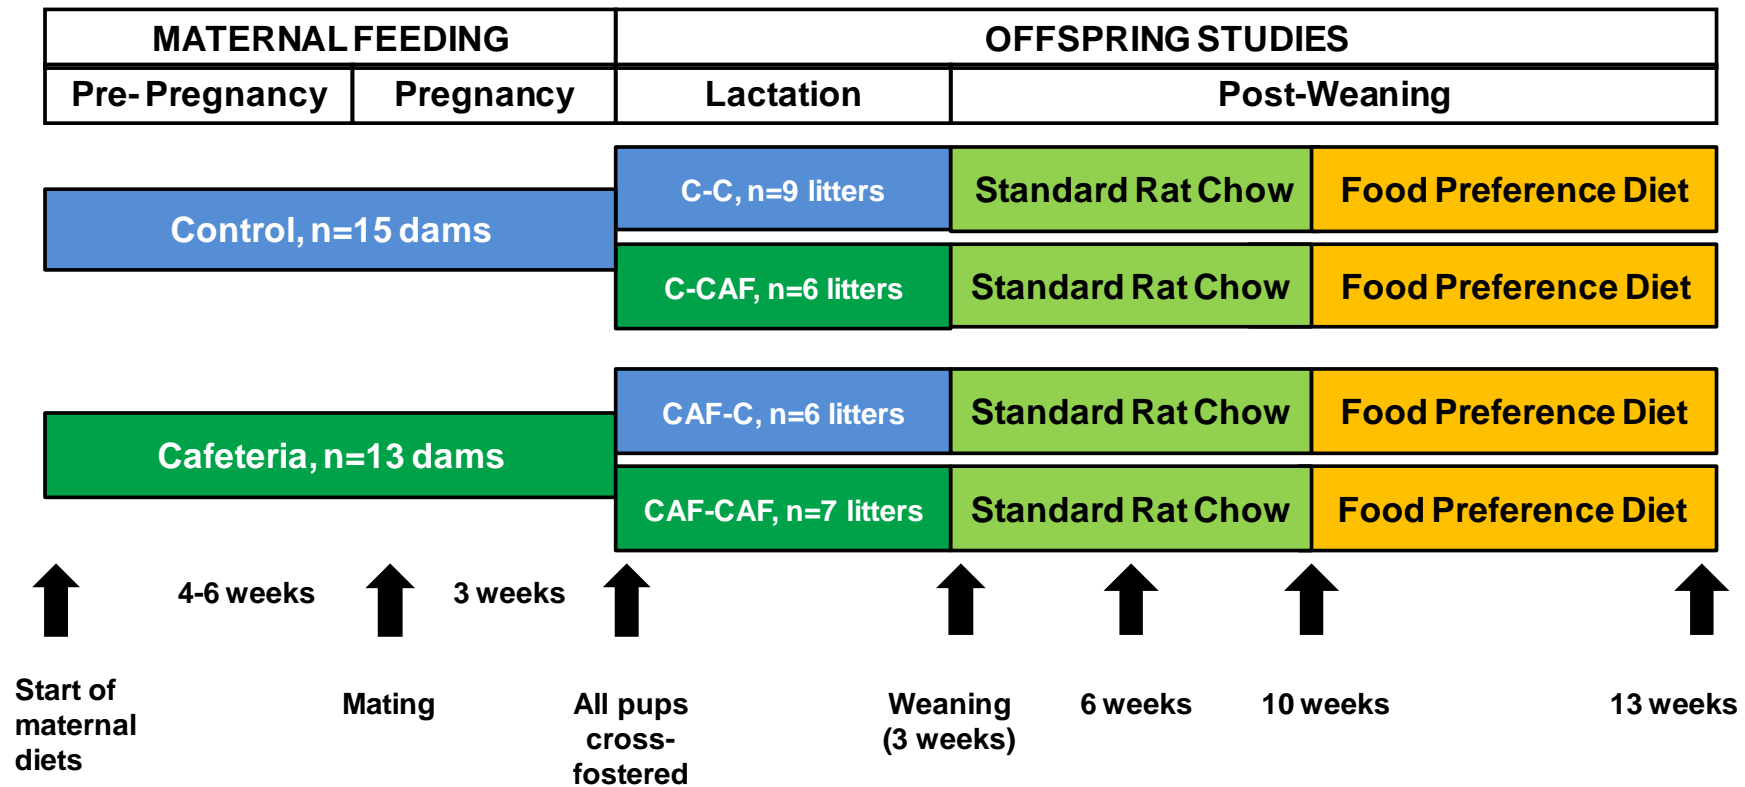 MATERNAL FEEDING
OFFSPRING STUDIES
Pre-Pregnancy
Pregnancy
Lactation
Post-Weaning
Control, n=15 dams
C-C, n=9 litters
Standard Rat Chow
Food Preference Diet
C-CAF, n=6 litters
Standard Rat Chow
Food Preference Diet
Cafeteria, n=13 dams
CAF-C, n=6 litters
Standard Rat Chow
Food Preference Diet
CAF-CAF, n=7 litters
Standard Rat Chow
Food Preference Diet
4-6 weeks
3 weeks
Start of
maternal
diets
Mating
All pups
cross-
fostered
Weaning
(3 weeks)
6 weeks
10 weeks
13 weeks